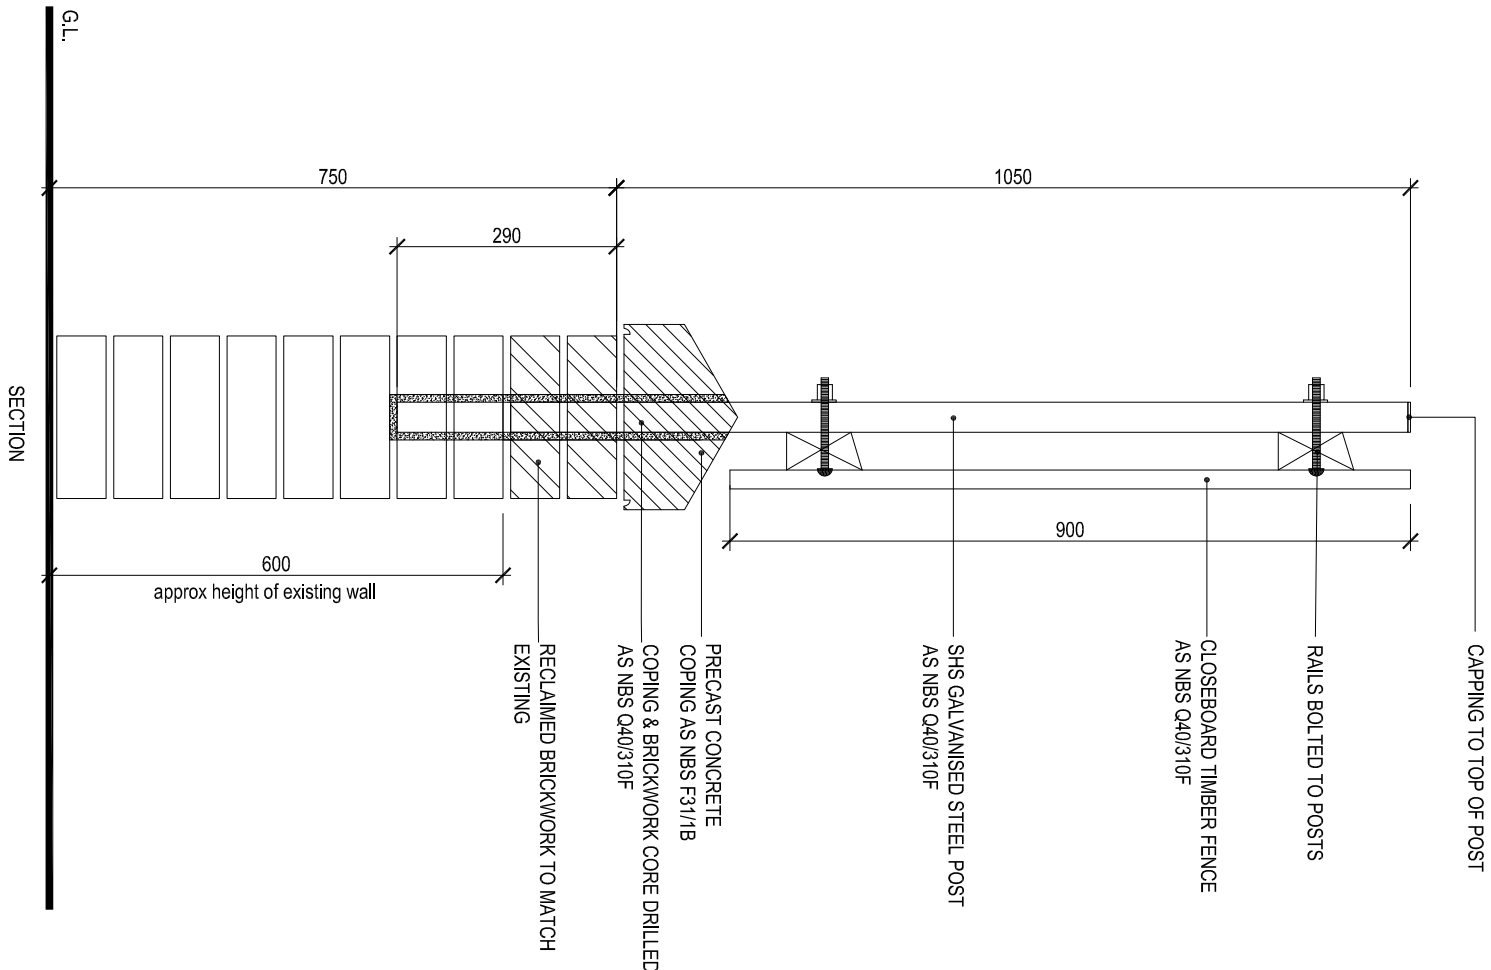 G.L.
750
1050
290
900
600
approx height of existing wall
SECTION
CAPPING TO TOP OF POST
RAILS BOLTED TO POSTS
CLOSEBOARD TIMBER FENCE
AS NBS Q40/310F
SHS GALVANISED STEEL POST
AS NBS Q40/310F
PRECAST CONCRETE
COPING AS NBS F31/1B
COPING & BRICKWORK CORE DRILLED
AS NBS Q40/310F
RECLAIMED BRICKWORK TO MATCH
EXISTING